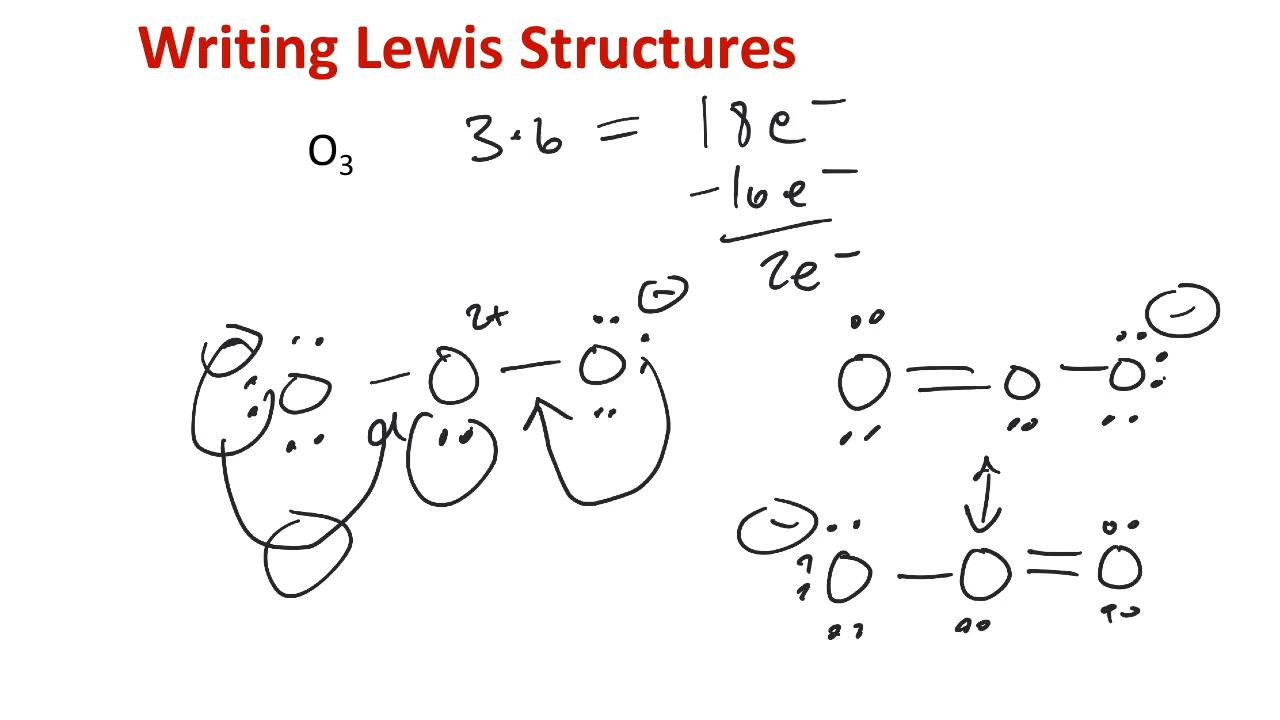 Writing Lewis Structures
O₃ 3·6 = 18e⁻
-16e⁻
2e⁻
2+ -
O - O - O
O = O - O -
- O - O = O